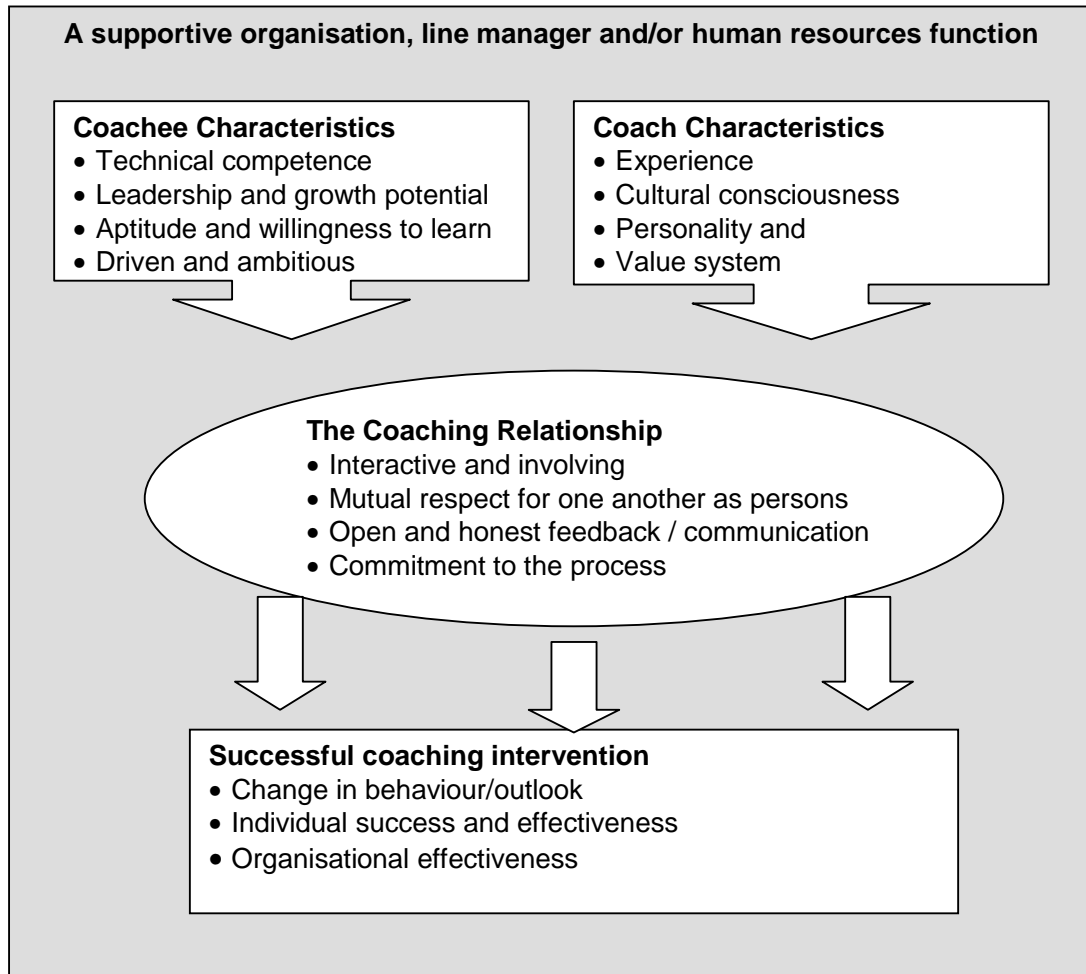 A supportive organisation, line manager and/or human resources function
Coachee Characteristics
• Technical competence
• Leadership and growth potential
• Aptitude and willingness to learn
• Driven and ambitious
Coach Characteristics
• Experience
• Cultural consciousness
• Personality and
• Value system
The Coaching Relationship
• Interactive and involving
• Mutual respect for one another as persons
• Open and honest feedback / communication
• Commitment to the process
Successful coaching intervention
• Change in behaviour/outlook
• Individual success and effectiveness
• Organisational effectiveness